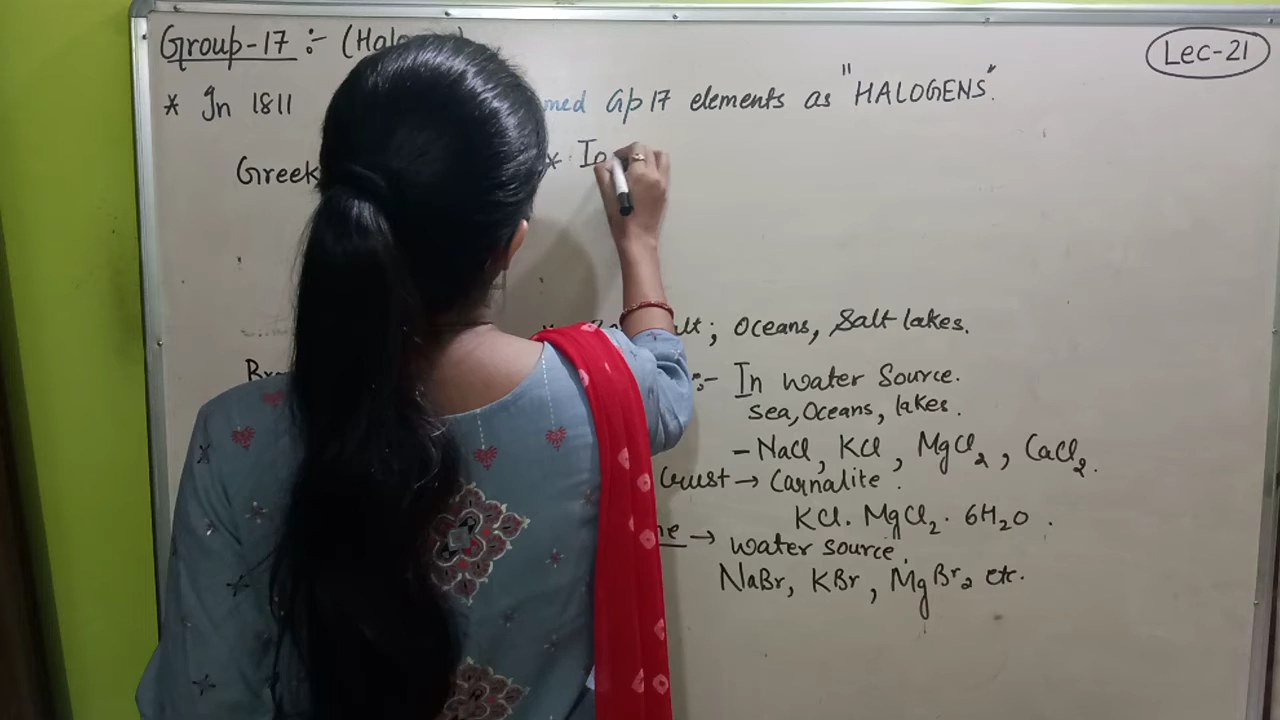 Group-17 :- (Hal
* In 1811 med Gp 17 elements as "HALOGENS".
Lec-21
Greek * Io
lt ; Oceans, Salt lakes.
:- In water Source.
Sea, Oceans, lakes.
- NaCl, KCl, MgCl2, CaCl2.
Crust → Carnalite.
KCl. MgCl2. 6H2O.
ne → water source.
NaBr, KBr, MgBr2 etc.